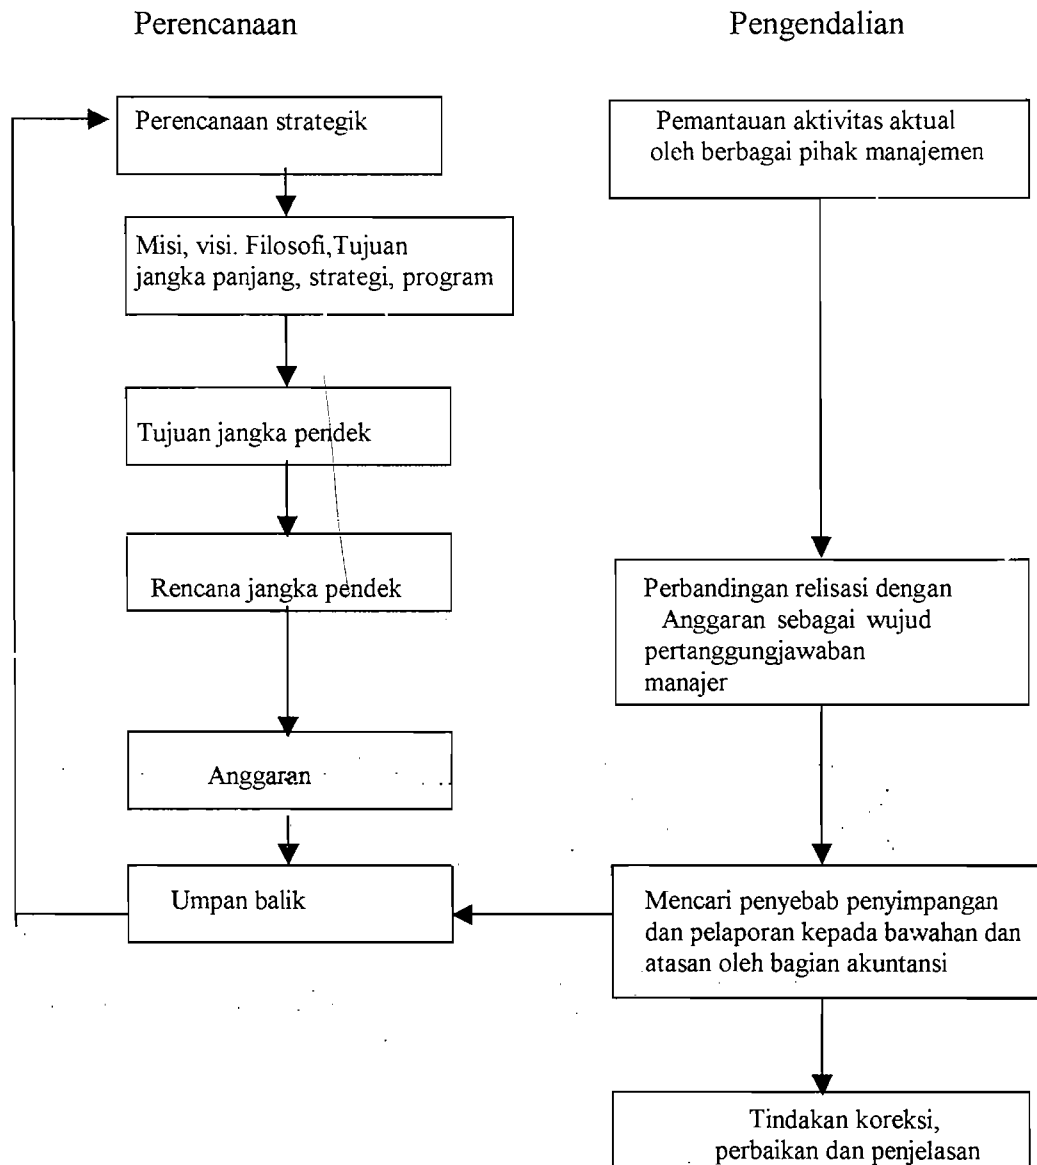 Perencanaan
Pengendalian
Perencanaan strategik
Misi, visi. Filosofi,Tujuan
jangka panjang, strategi, program
Tujuan jangka pendek
Rencana jangka pendek
Anggaran
Umpan balik
Pemantauan aktivitas aktual
oleh berbagai pihak manajemen
Perbandingan relisasi dengan
Anggaran sebagai wujud
pertanggungjawaban
manajer
Mencari penyebab penyimpangan
dan pelaporan kepada bawahan dan
atasan oleh bagian akuntansi
Tindakan koreksi,
perbaikan dan penjelasan